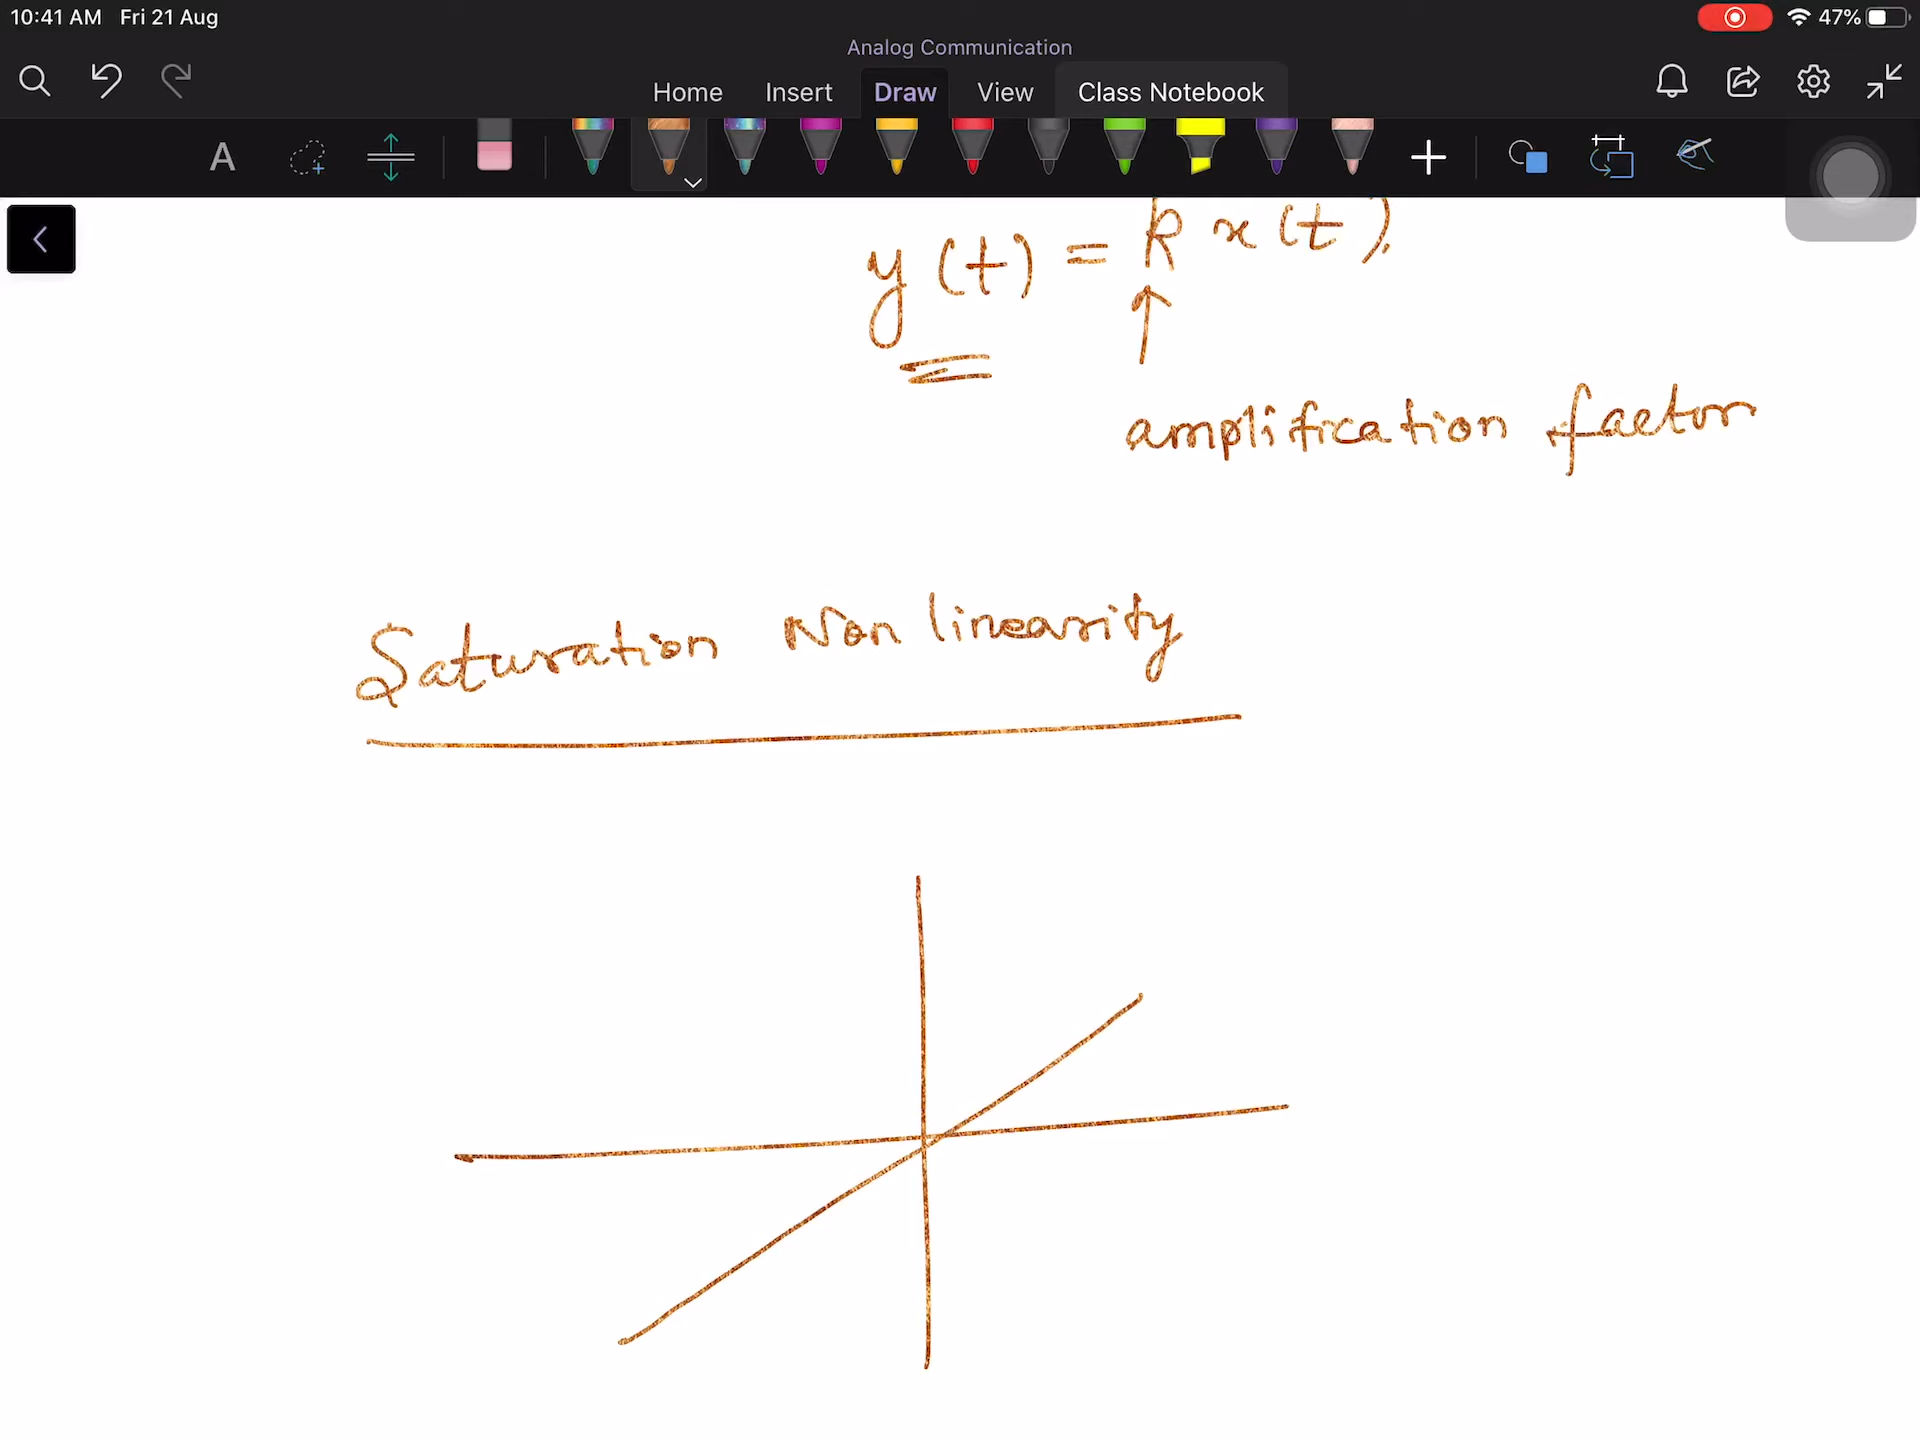 10:41 AM Fri 21 Aug
47%
Analog Communication
Home Insert Draw View Class Notebook
A
y(t) = k x(t),
amplification factor
Saturation Non linearity